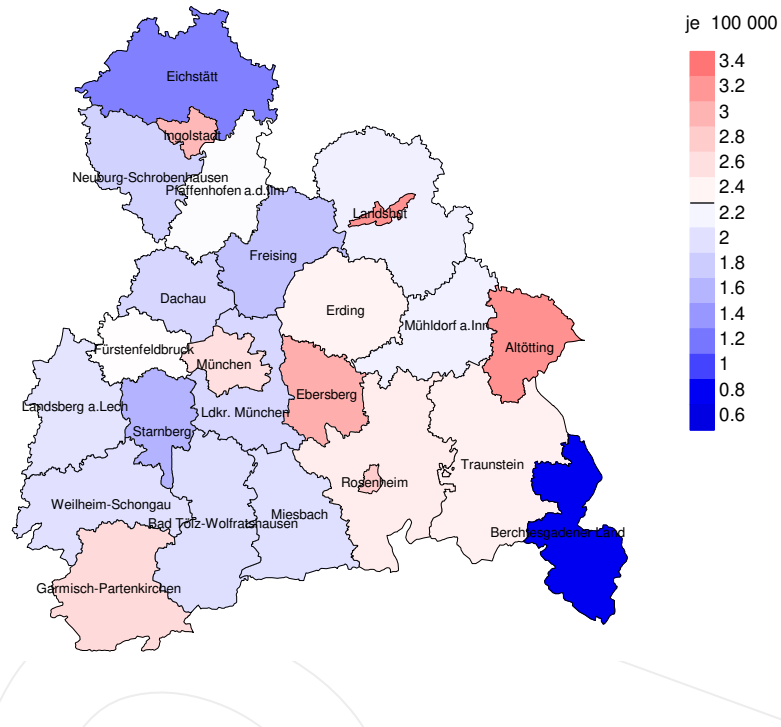 je 100 000
3.4
3.2
3
2.8
2.6
2.4
2.2
2
1.8
1.6
1.4
1.2
1
0.8
0.6
Eichstätt
Ingolstadt
Neuburg-Schrobenhausen
Pfaffenhofen a.d.Ilm
Landshut
Freising
Dachau
Erding
Mühldorf a.Inn
Altötting
Fürstenfeldbruck
München
Ebersberg
Landsberg a.Lech
Ldkr. München
Starnberg
Traunstein
Rosenheim
Weilheim-Schongau
Miesbach
Bad Tölz-Wolfratshausen
Berchtesgadener Land
Garmisch-Partenkirchen